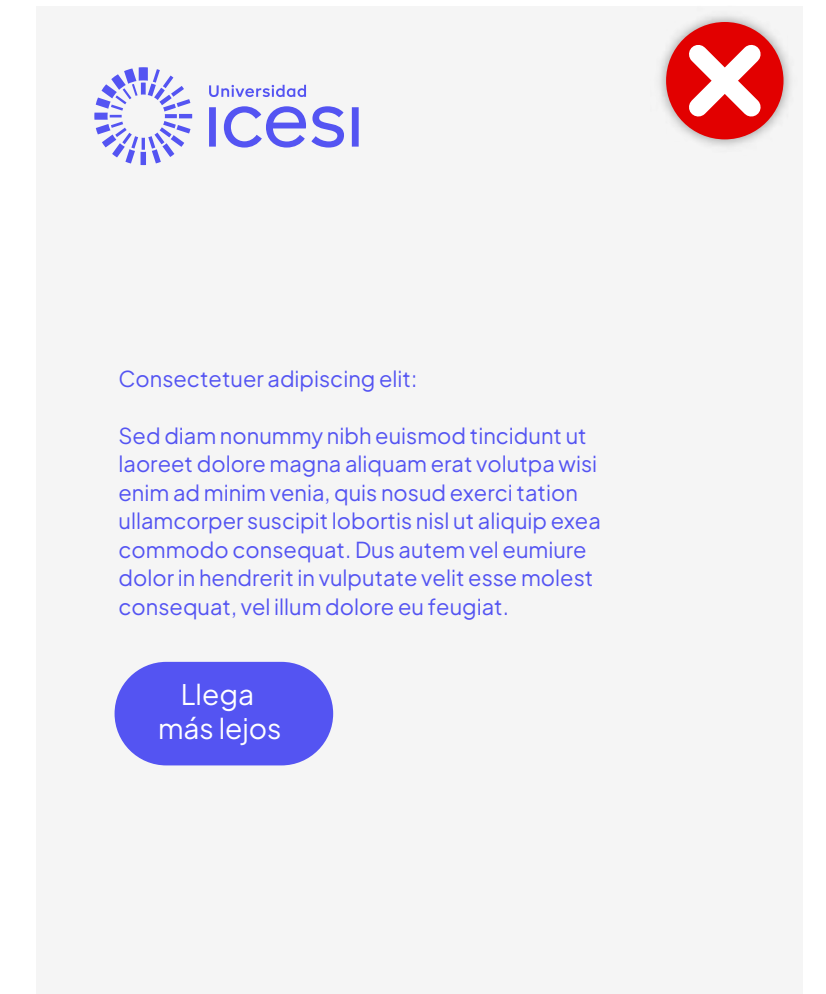 Universidad
ICESI
Consectetuer adipiscing elit:
Sed diam nonummy nibh euismod tincidunt ut
laoreet dolore magna aliquam erat volutpa wisi
enim ad minim venia, quis nosud exerci tation
ullamcorper suscipit lobortis nisl ut aliquip exea
commodo consequat. Dus autem vel eumiure
dolor in hendrerit in vulputate velit esse molest
consequat, vel illum dolore eu feugiat.
Llega
más lejos